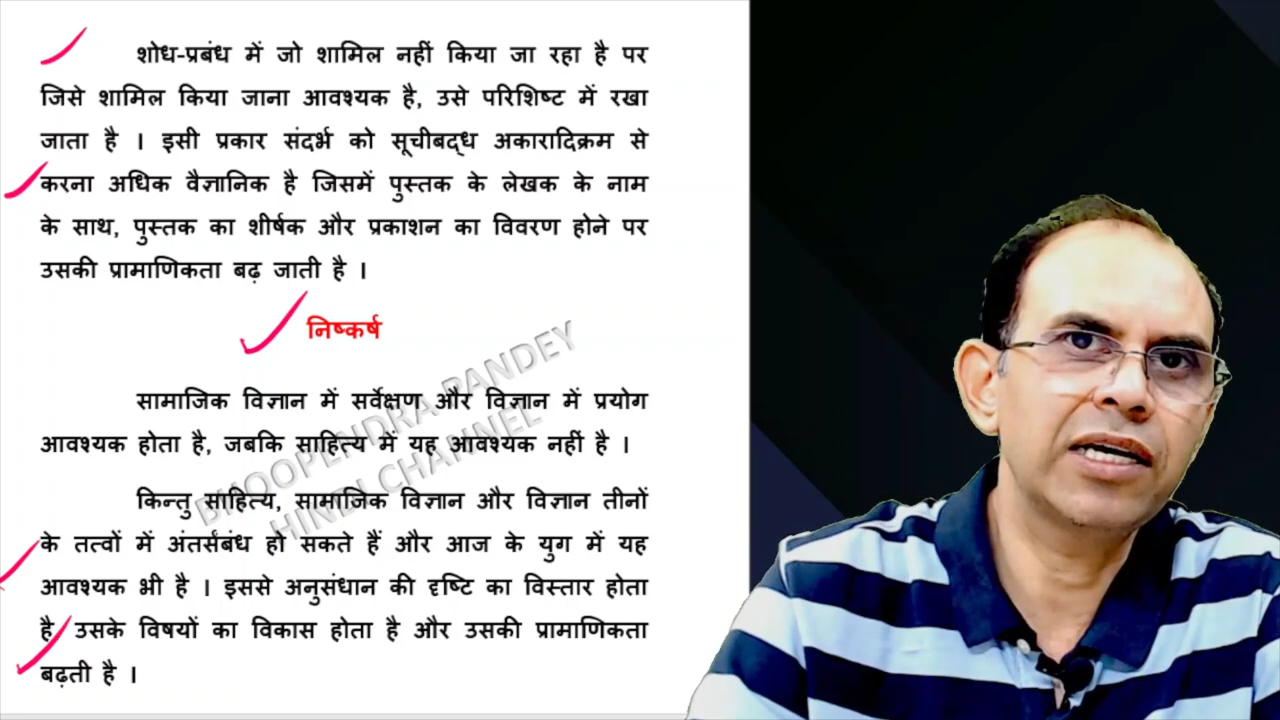 शोध-प्रबंध में जो शामिल नहीं किया जा रहा है पर
जिसे शामिल किया जाना आवश्यक है, उसे परिशिष्ट में रखा
जाता है । इसी प्रकार संदर्भ को सूचीबद्ध अकारादिक्रम से
करना अधिक वैज्ञानिक है जिसमें पुस्तक के लेखक के नाम
के साथ, पुस्तक का शीर्षक और प्रकाशन का विवरण होने पर
उसकी प्रामाणिकता बढ़ जाती है ।
निष्कर्ष
सामाजिक विज्ञान में सर्वेक्षण और विज्ञान में प्रयोग
आवश्यक होता है, जबकि साहित्य में यह आवश्यक नहीं है ।
किन्तु साहित्य, सामाजिक विज्ञान और विज्ञान तीनों
के तत्वों में अंतर्संबंध हो सकते हैं और आज के युग में यह
आवश्यक भी है । इससे अनुसंधान की दृष्टि का विस्तार होता
है, उसके विषयों का विकास होता है और उसकी प्रामाणिकता
बढ़ती है ।
BHOOPENDRA PANDEY
HINDI CHANNEL